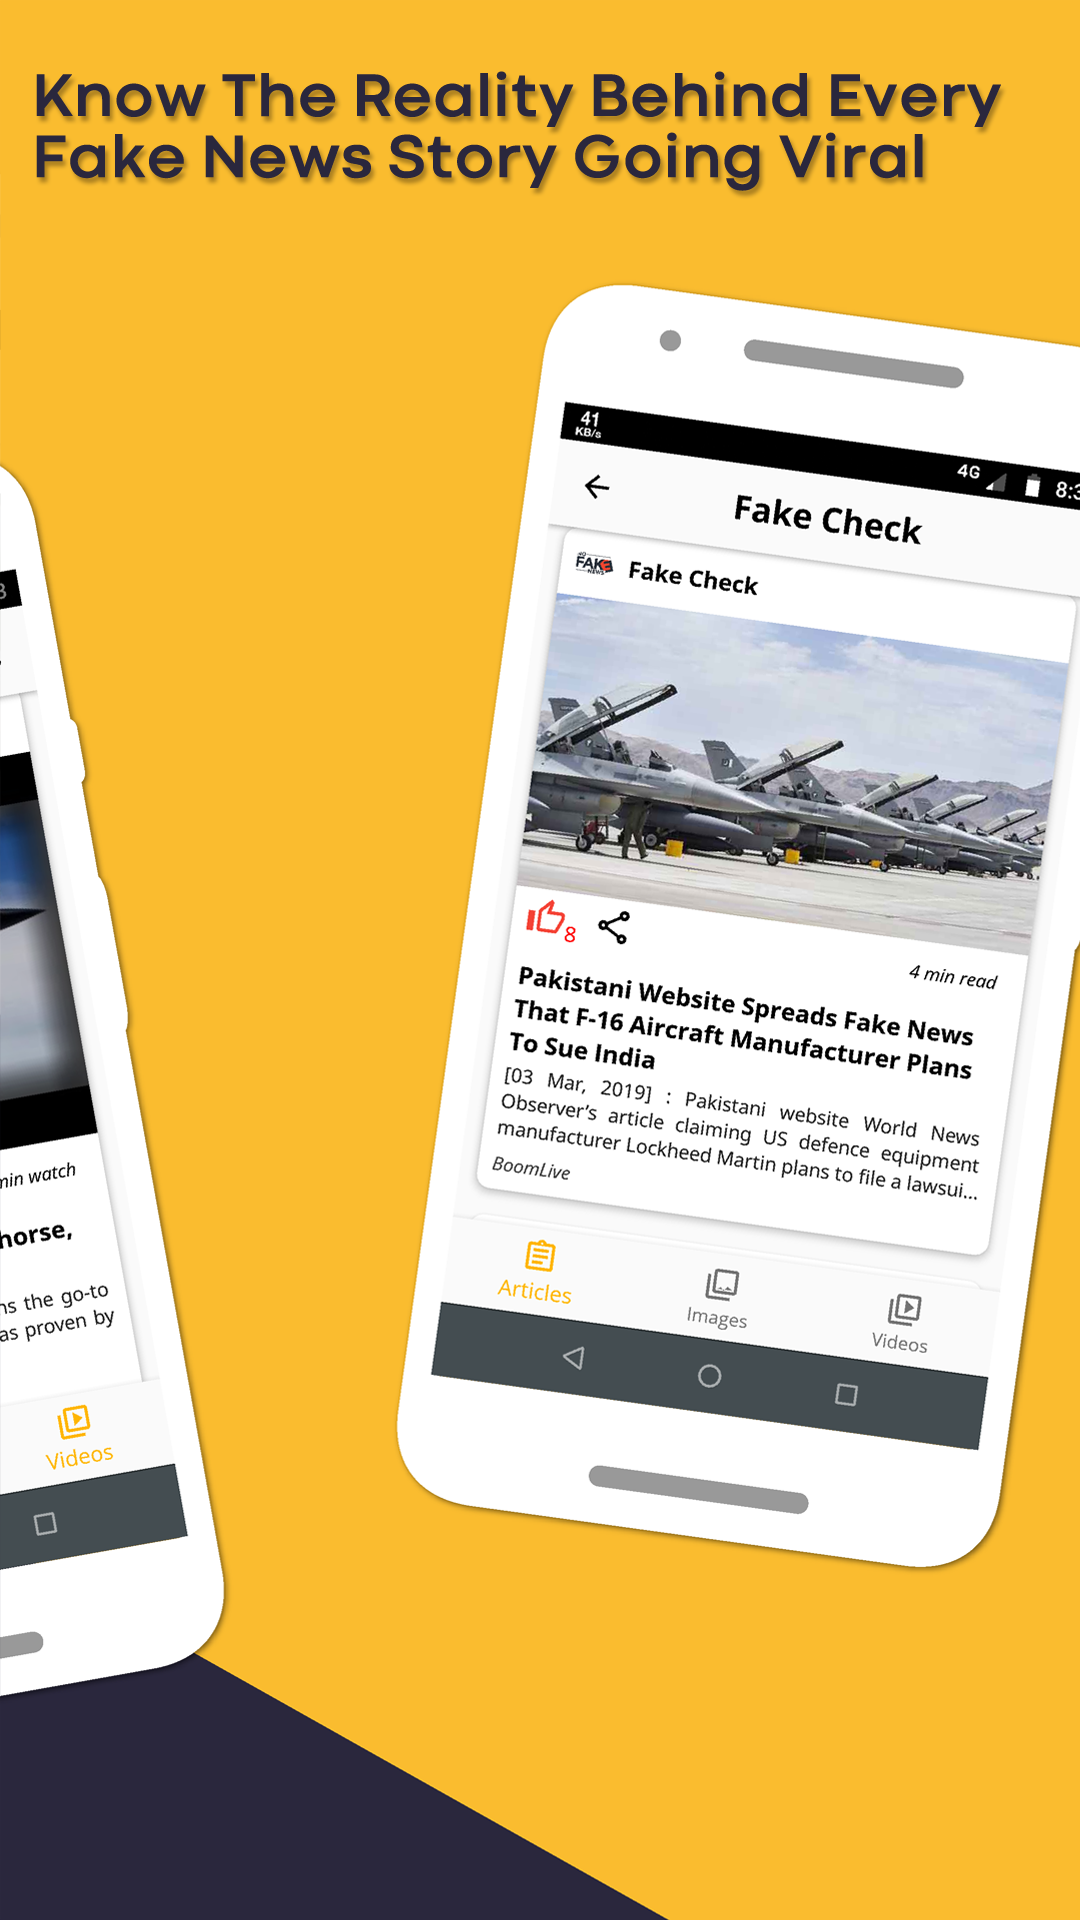 Know The Reality Behind Every
Fake News Story Going Viral
41
KB/s
4G
Fake Check
NO
FAKE
NEWS
Fake Check
8
4 min read
Pakistani Website Spreads Fake News
That F-16 Aircraft Manufacturer Plans
To Sue India
[03 Mar, 2019] : Pakistani website World News
Observer’s article claiming US defence equipment
manufacturer Lockheed Martin plans to file a lawsui...
BoomLive
Articles
Images
Videos
min watch
horse,
the go-to
as proven by
Videos